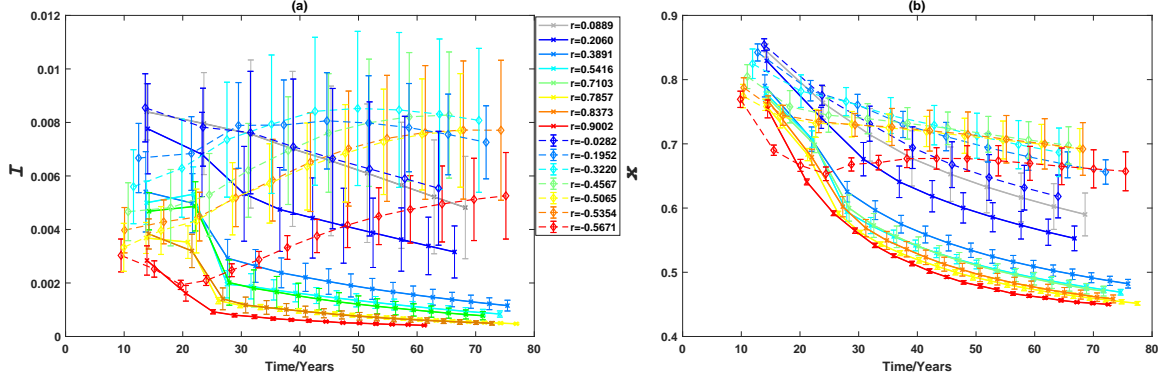 (a)
I
0.012
0.01
0.008
0.006
0.004
0.002
0
0 10 20 30 40 50 60 70 80
Time/Years
r=0.0889
r=0.2060
r=0.3891
r=0.5416
r=0.7103
r=0.7857
r=0.8373
r=0.9002
r=-0.0282
r=-0.1952
r=-0.3220
r=-0.4567
r=-0.5065
r=-0.5354
r=-0.5671
(b)
x
0.9
0.8
0.7
0.6
0.5
0.4
0 10 20 30 40 50 60 70 80
Time/Years